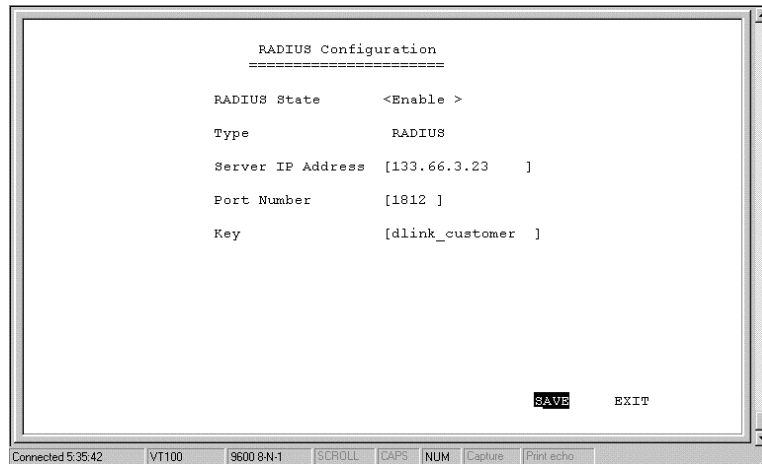 RADIUS Configuration
======================
RADIUS State <Enable >
Type RADIUS
Server IP Address [133.66.3.23 ]
Port Number [1812 ]
Key [dlink_customer ]
SAVE EXIT
Connected 5:35:42 VT100 9600 8-N-1 SCROLL CAPS NUM Capture Print echo